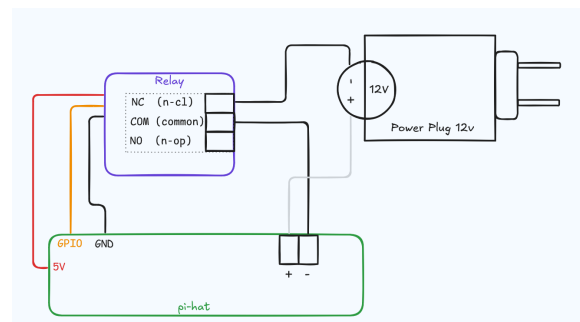 Relay
NC (n-cl)
COM (common)
NO (n-op)
-
+
12v
Power Plug 12v
GPIO GND
5V
+ -
pi-hat